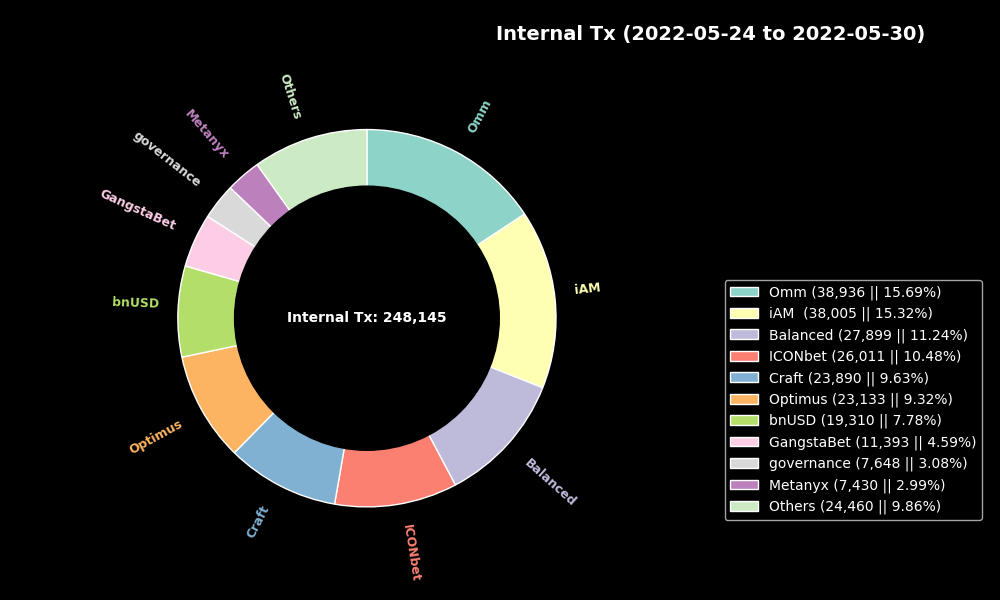 Internal Tx (2022-05-24 to 2022-05-30)
Others
Omm
Metanyx
governance
GangstaBet
iAM
bnUSD
Internal Tx: 248,145
Optimus
Balanced
Craft
ICONbet
Omm (38,936 || 15.69%)
iAM  (38,005 || 15.32%)
Balanced (27,899 || 11.24%)
ICONbet (26,011 || 10.48%)
Craft (23,890 || 9.63%)
Optimus (23,133 || 9.32%)
bnUSD (19,310 || 7.78%)
GangstaBet (11,393 || 4.59%)
governance (7,648 || 3.08%)
Metanyx (7,430 || 2.99%)
Others (24,460 || 9.86%)